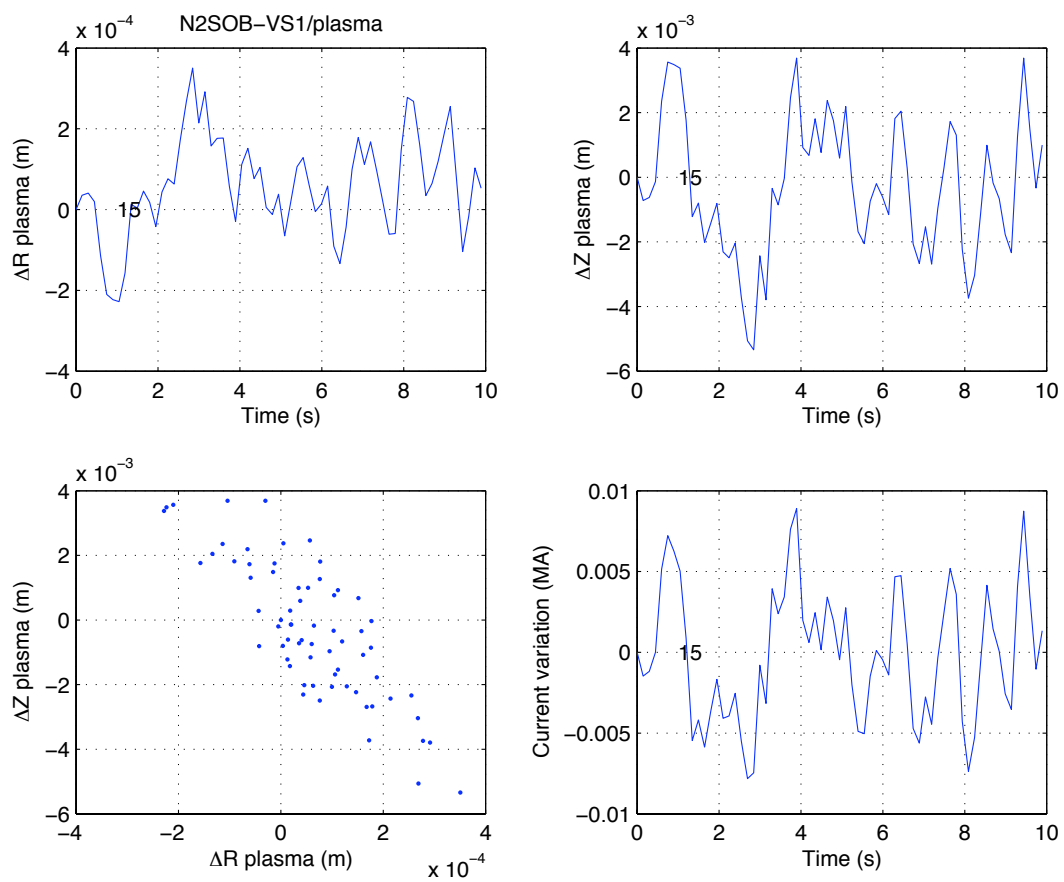 N2SOB−VS1/plasma
x 10−4
4
2
0
−2
−4
ΔR plasma (m)
15
0 2 4 6 8 10
Time (s)
x 10−3
4
2
0
−2
−4
−6
ΔZ plasma (m)
15
0 2 4 6 8 10
Time (s)
x 10−3
4
2
0
−2
−4
−6
ΔZ plasma (m)
−4 −2 0 2 4
ΔR plasma (m)
x 10−4
0.01
0.005
0
−0.005
−0.01
Current variation (MA)
15
0 2 4 6 8 10
Time (s)